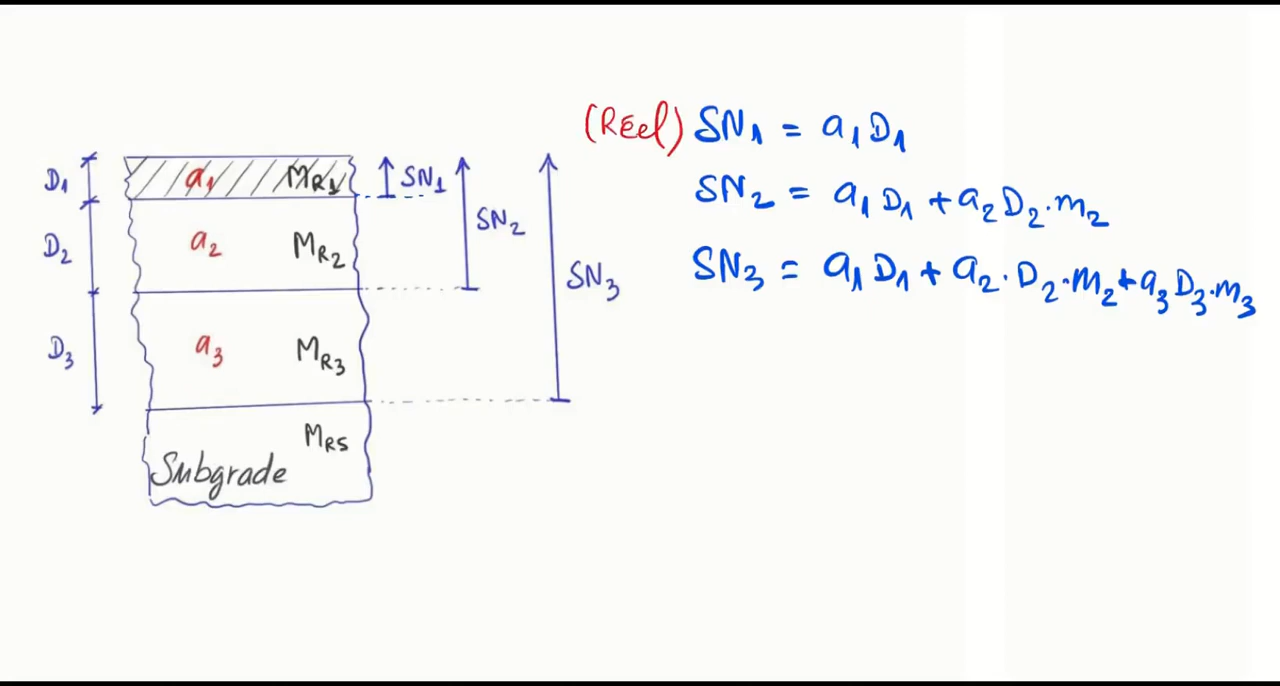 (RÉel) SN₁ = a₁D₁
SN₂ = a₁D₁ + a₂D₂·m₂
SN₃ = a₁D₁ + a₂·D₂·m₂ + a₃D₃·m₃
D₁ a₁ MR₁ SN₁
D₂ a₂ MR₂ SN₂
SN₃
D₃ a₃ MR₃
MRS
Subgrade